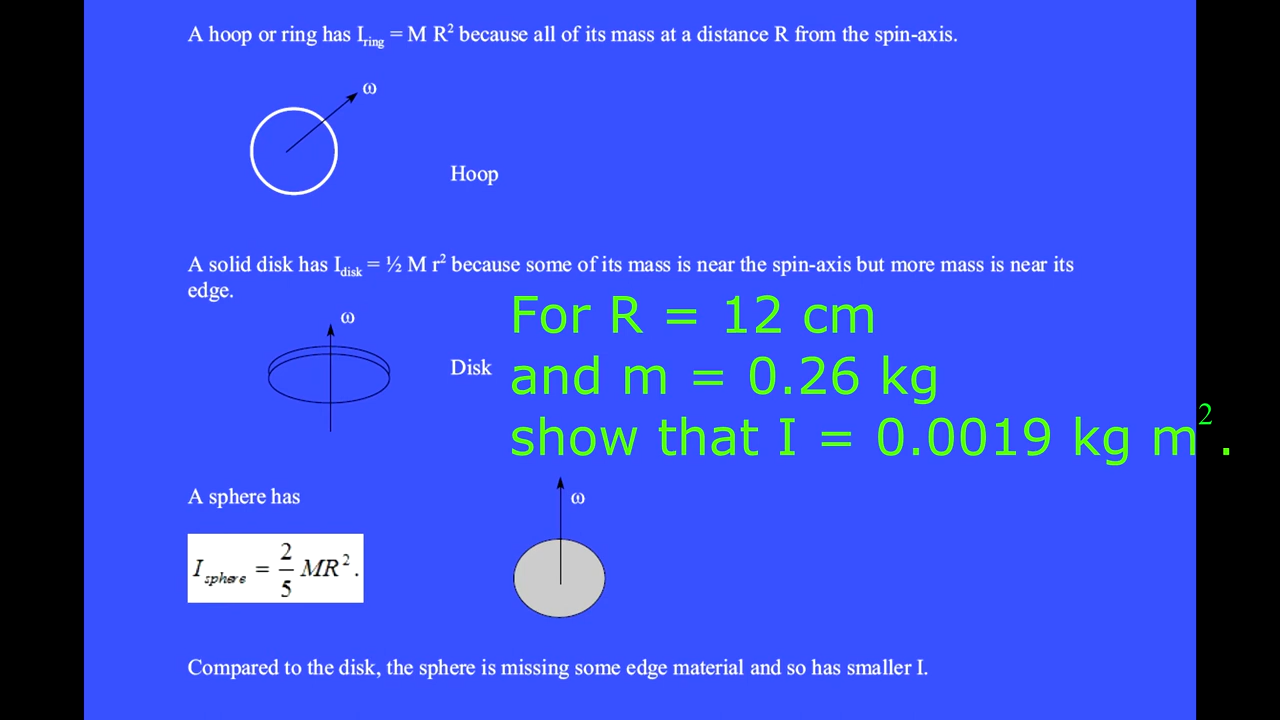 A hoop or ring has I_ring = M R² because all of its mass at a distance R from the spin-axis.
ω
Hoop
A solid disk has I_disk = ½ M r² because some of its mass is near the spin-axis but more mass is near its
edge.
ω
Disk
For R = 12 cm
and m = 0.26 kg
show that I = 0.0019 kg m².
A sphere has
ω
I_sphere = 2/5 MR².
Compared to the disk, the sphere is missing some edge material and so has smaller I.